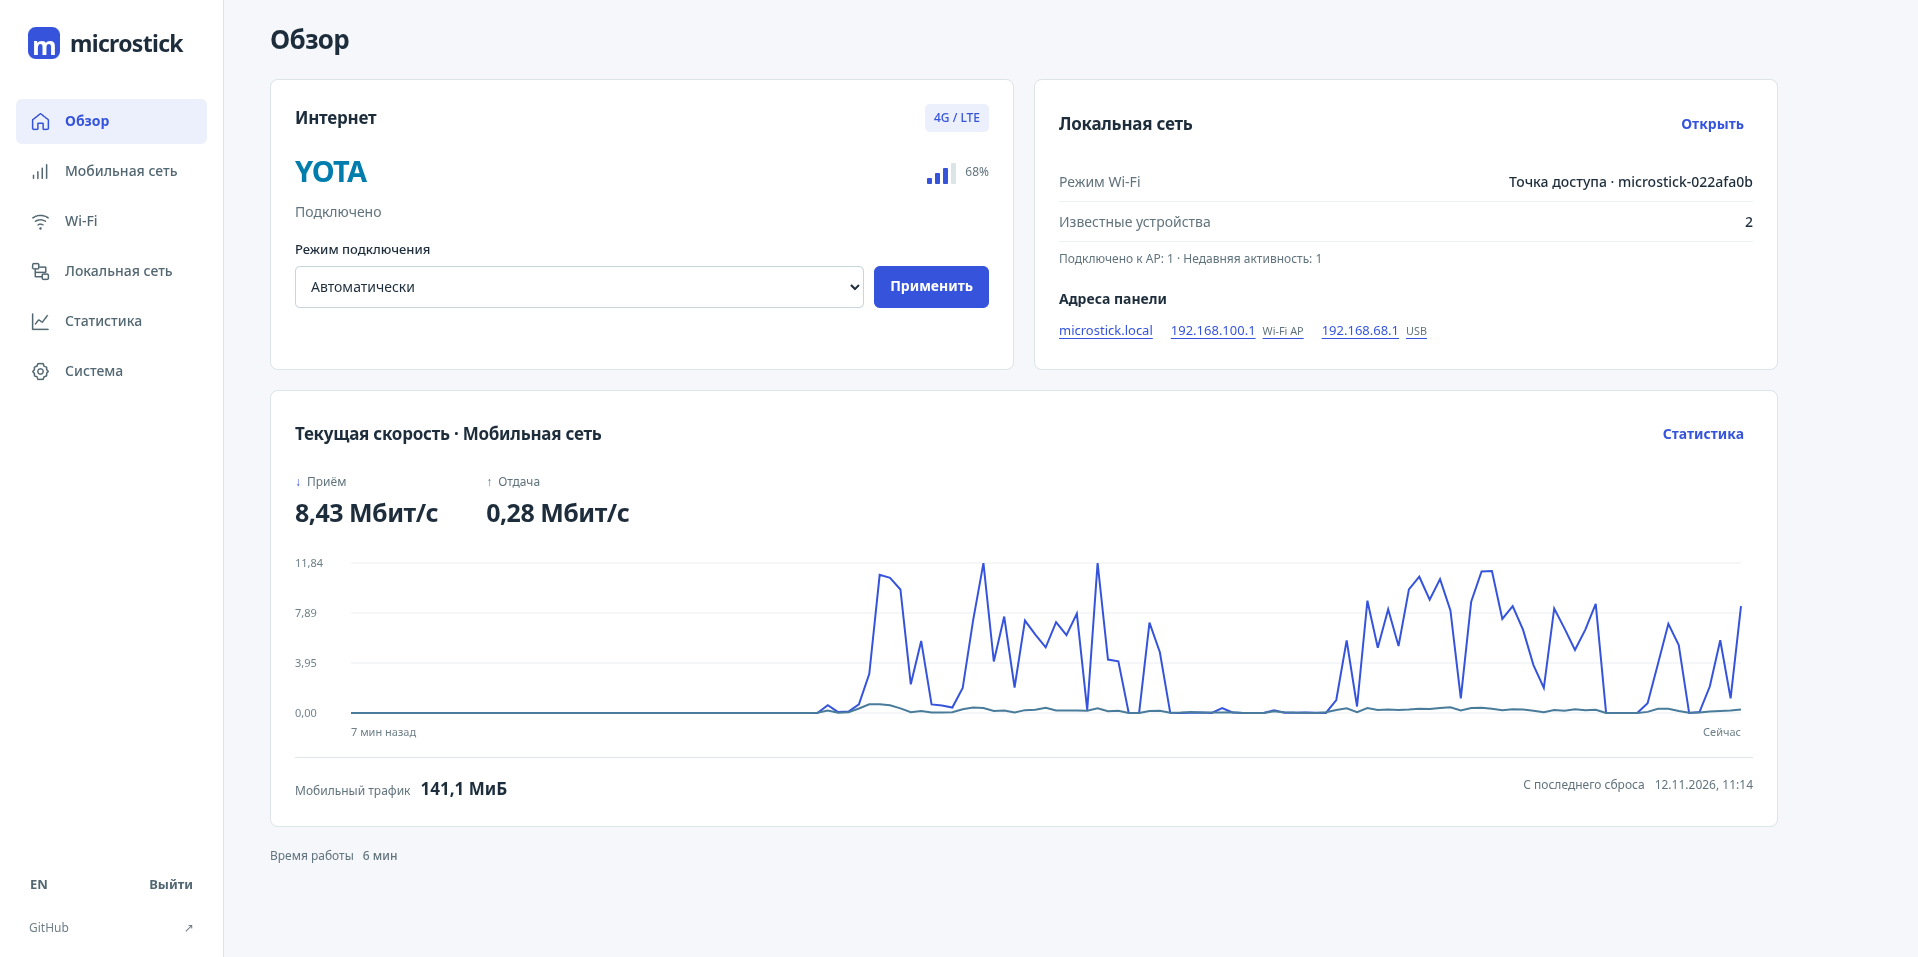 m microstick
Обзор
Мобильная сеть
Wi-Fi
Локальная сеть
Статистика
Система
EN Выйти
GitHub ↗
Обзор
Интернет 4G / LTE
YOTA 68%
Подключено
Режим подключения
Автоматически Применить
Локальная сеть Открыть
Режим Wi-Fi Точка доступа · microstick-022afa0b
Известные устройства 2
Подключено к AP: 1 · Недавняя активность: 1
Адреса панели
microstick.local 192.168.100.1 Wi-Fi AP 192.168.68.1 USB
Текущая скорость · Мобильная сеть Статистика
↓ Приём ↑ Отдача
8,43 Мбит/с 0,28 Мбит/с
11,84
7,89
3,95
0,00
7 мин назад Сейчас
Мобильный трафик 141,1 МиБ С последнего сброса 12.11.2026, 11:14
Время работы 6 мин